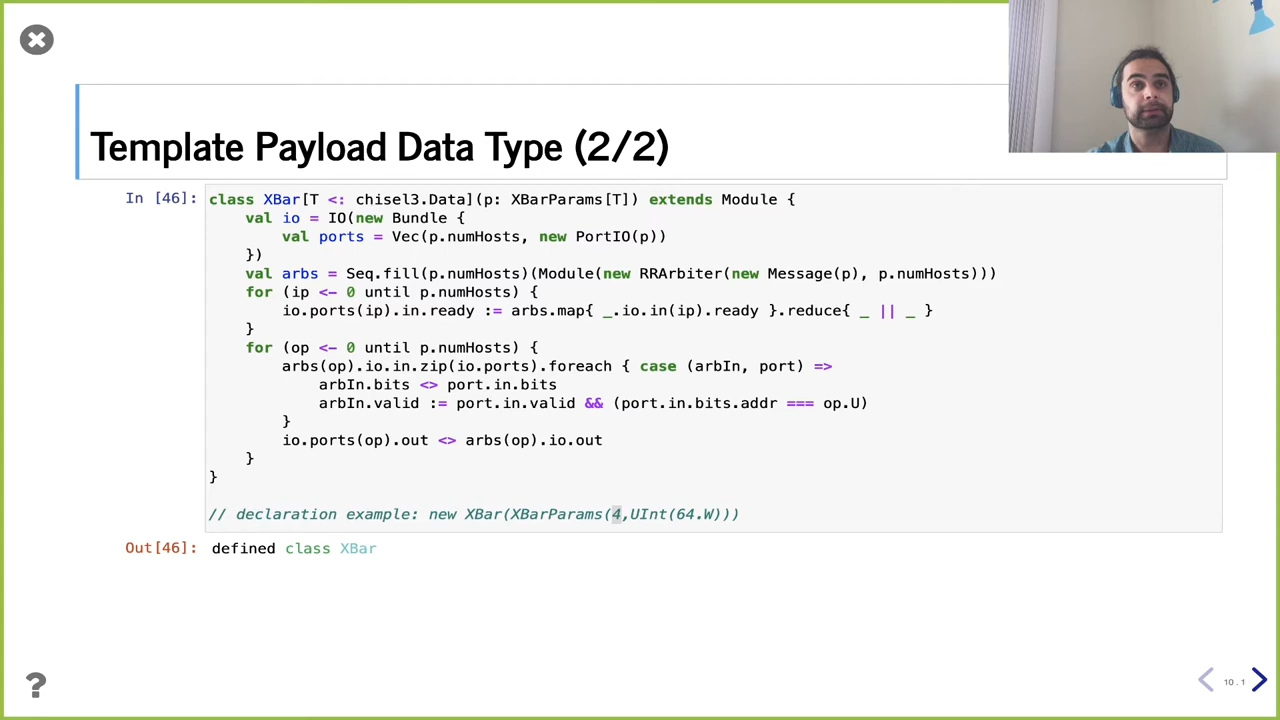 Template Payload Data Type (2/2)
In [46]:
class XBar[T <: chisel3.Data](p: XBarParams[T]) extends Module {
    val io = IO(new Bundle {
        val ports = Vec(p.numHosts, new PortIO(p))
    })
    val arbs = Seq.fill(p.numHosts)(Module(new RRArbiter(new Message(p), p.numHosts)))
    for (ip <- 0 until p.numHosts) {
        io.ports(ip).in.ready := arbs.map{ _.io.in(ip).ready }.reduce{ _ || _ }
    }
    for (op <- 0 until p.numHosts) {
        arbs(op).io.in.zip(io.ports).foreach { case (arbIn, port) =>
            arbIn.bits <> port.in.bits
            arbIn.valid := port.in.valid && (port.in.bits.addr === op.U)
        }
        io.ports(op).out <> arbs(op).io.out
    }
}
// declaration example: new XBar(XBarParams(4,UInt(64.W)))
Out[46]: defined class XBar
?
10.1